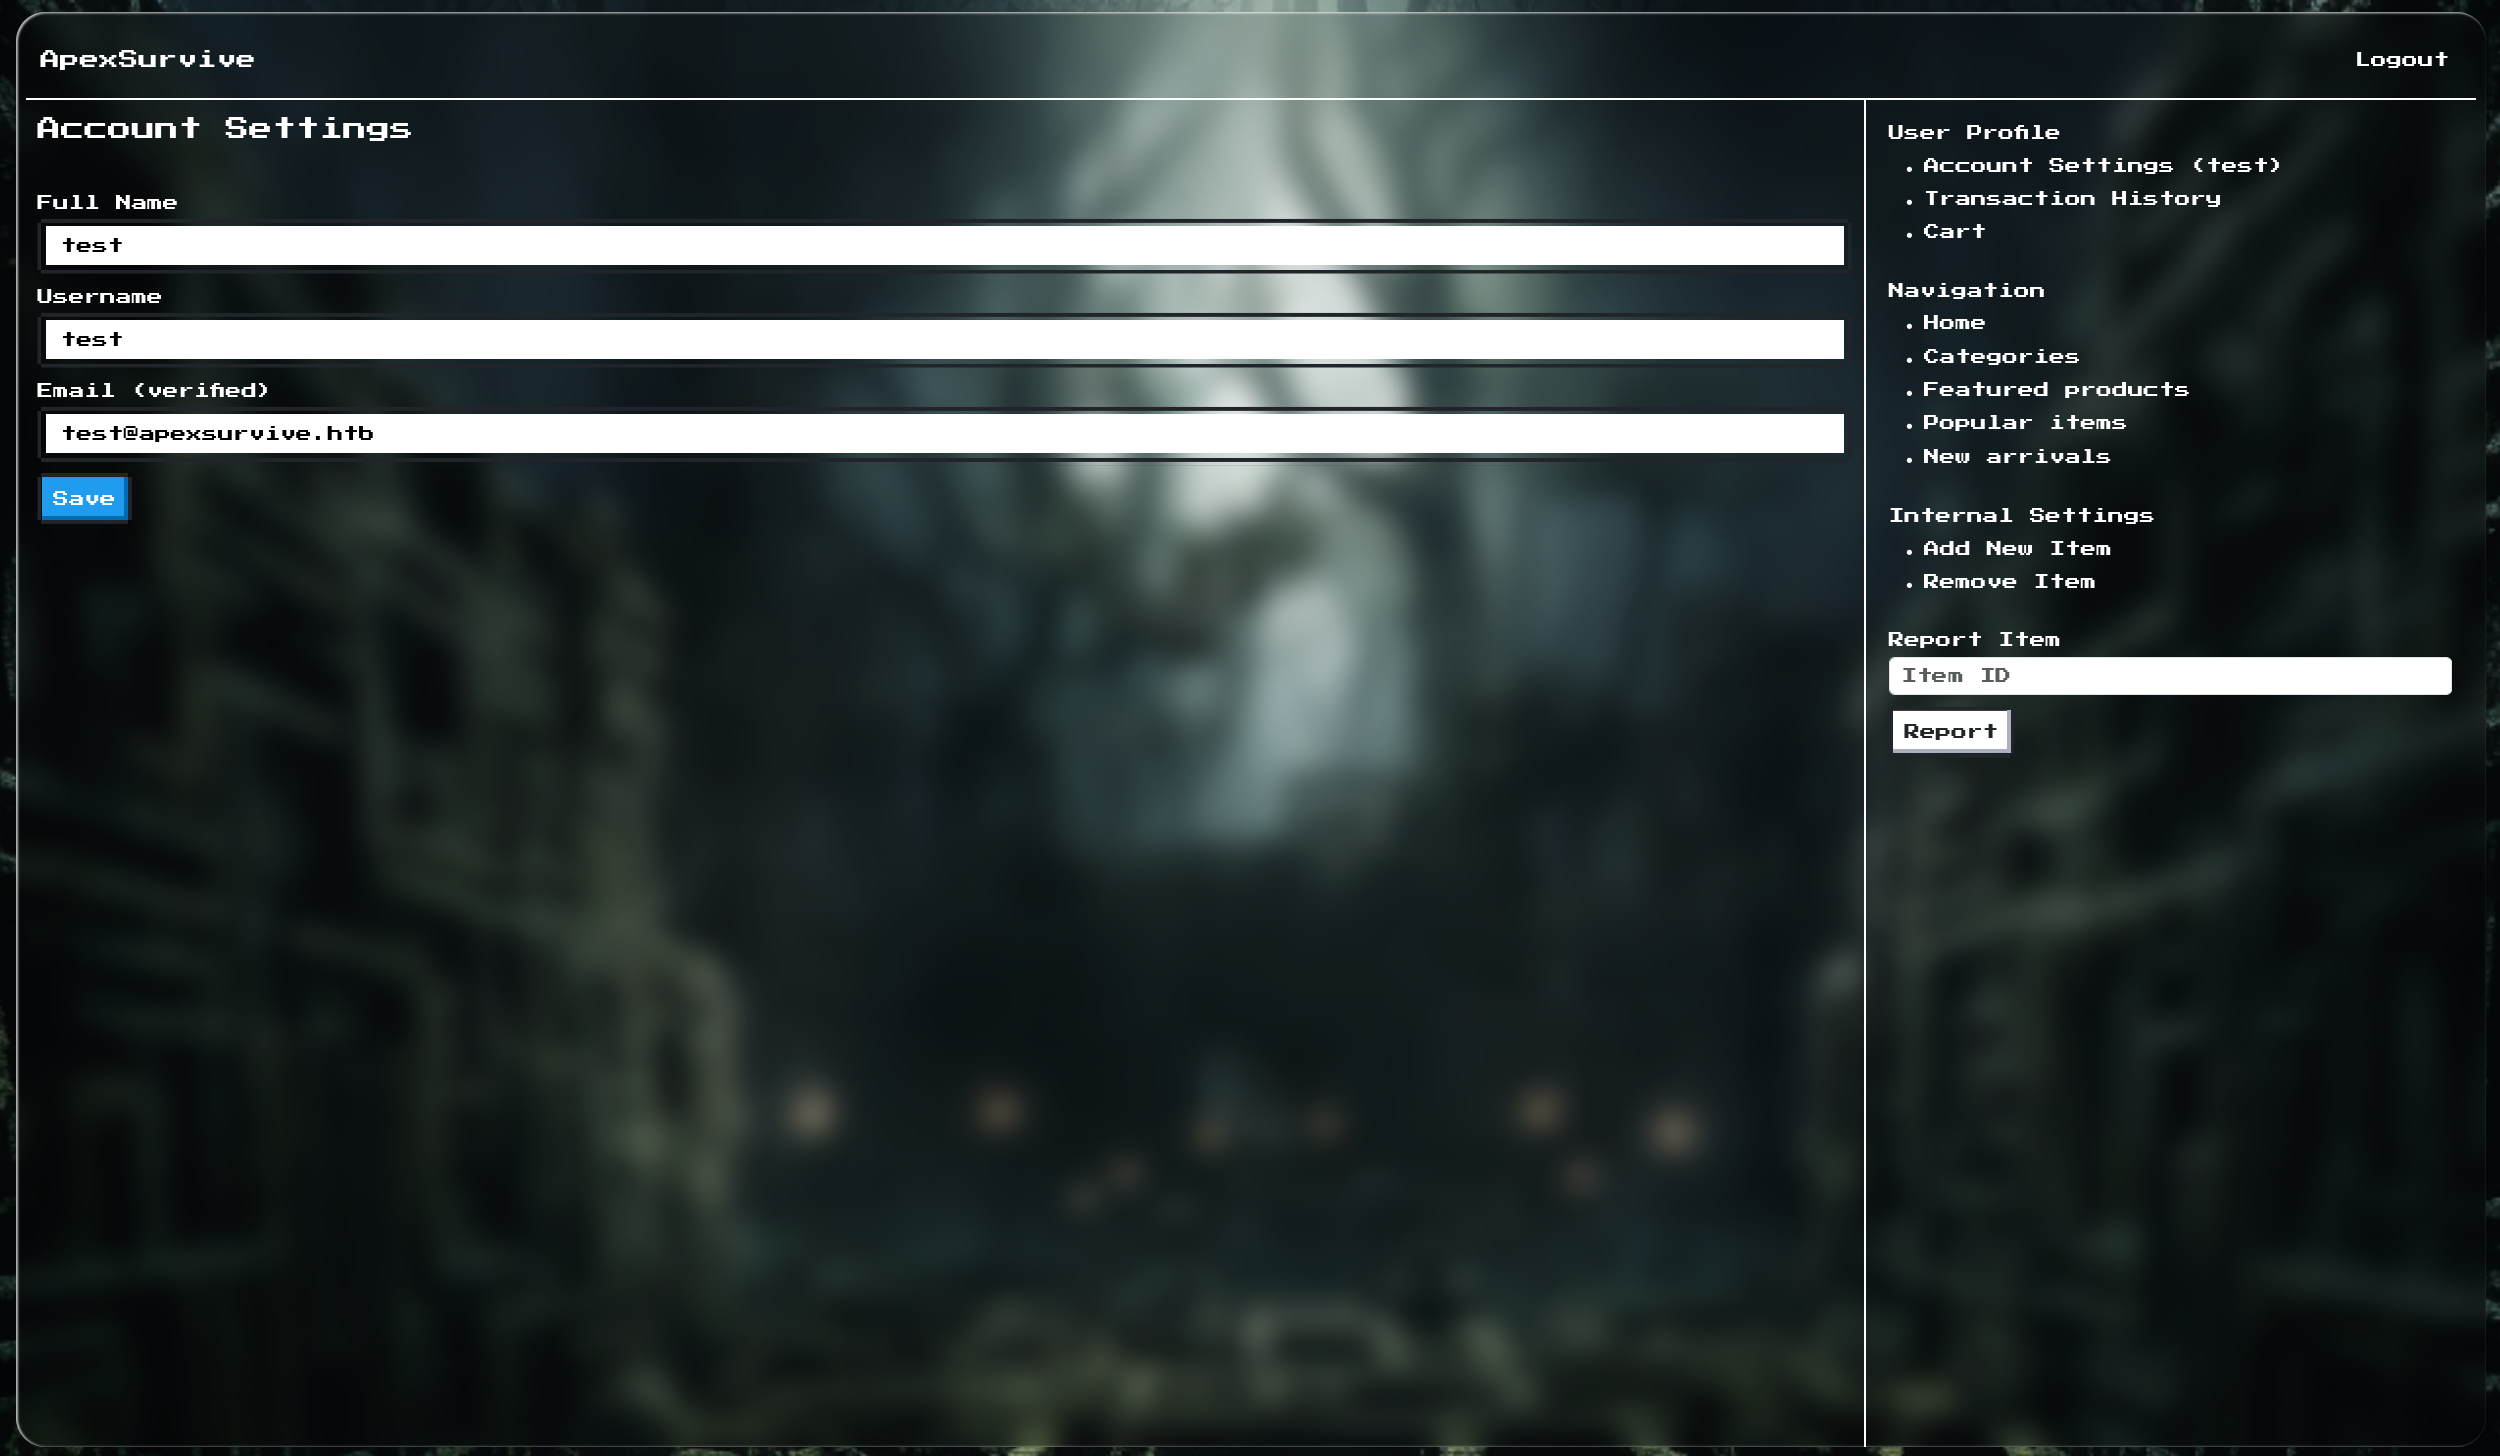 ApexSurvive
Logout
Account Settings
Full Name
test
Username
test
Email (verified)
test@apexsurvive.htb
Save
User Profile
• Account Settings (test)
• Transaction History
• Cart
Navigation
• Home
• Categories
• Featured products
• Popular items
• New arrivals
Internal Settings
• Add New Item
• Remove Item
Report Item
Item ID
Report